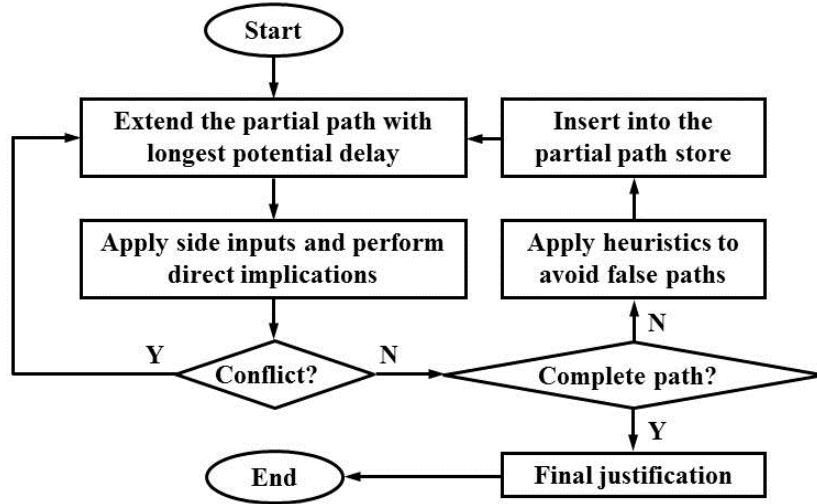 Start
Extend the partial path with
longest potential delay
Insert into the
partial path store
Apply side inputs and perform
direct implications
Apply heuristics to
avoid false paths
Y
Conflict?
N
Complete path?
N
Y
Final justification
End